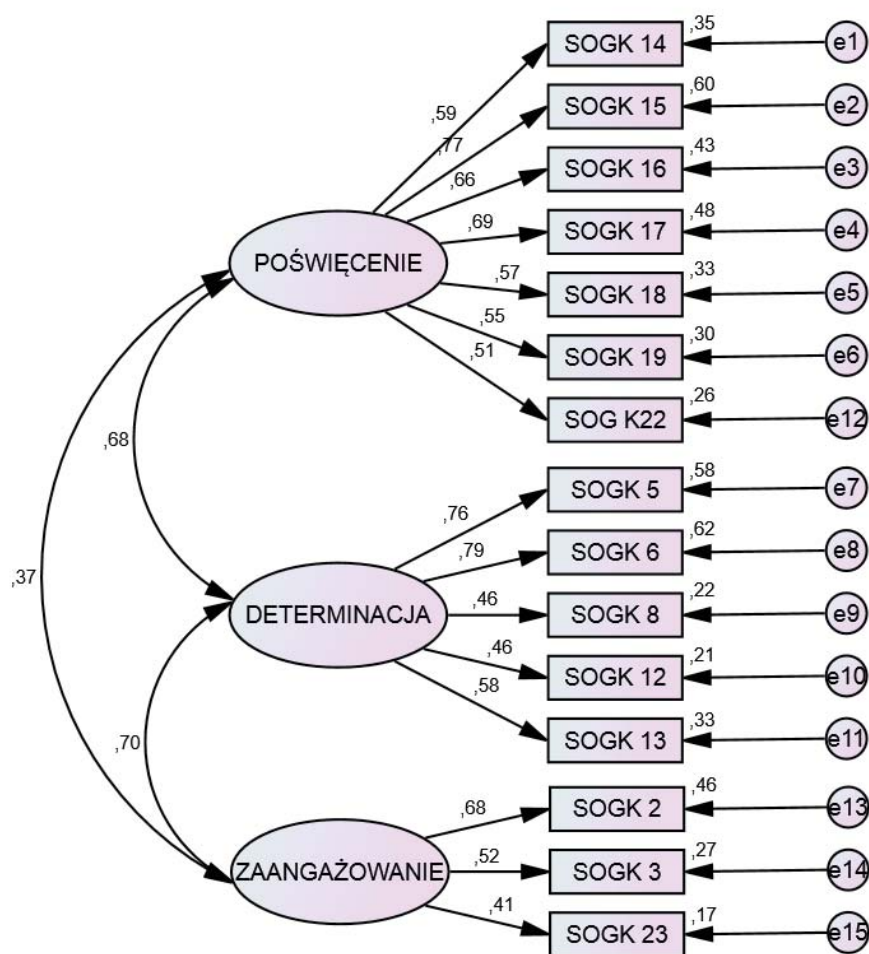 SOGK 14
,35
e1
,59
SOGK 15
,60
e2
,77
SOGK 16
,43
e3
,66
SOGK 17
,48
e4
,69
POŚWIĘCENIE
SOGK 18
,33
e5
,57
SOGK 19
,30
e6
,55
SOG K22
,26
e12
,51
,68
SOGK 5
,58
e7
,76
SOGK 6
,62
e8
,79
,37
DETERMINACJA
SOGK 8
,22
e9
,46
SOGK 12
,21
e10
,46
SOGK 13
,33
e11
,58
,70
SOGK 2
,46
e13
,68
ZAANGAŻOWANIE
SOGK 3
,27
e14
,52
SOGK 23
,17
e15
,41